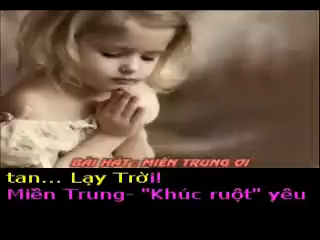 BÀI HÁT : MIỀN TRUNG ƠI
tan... Lạy Trời!
Miền Trung- "Khúc ruột" yêu